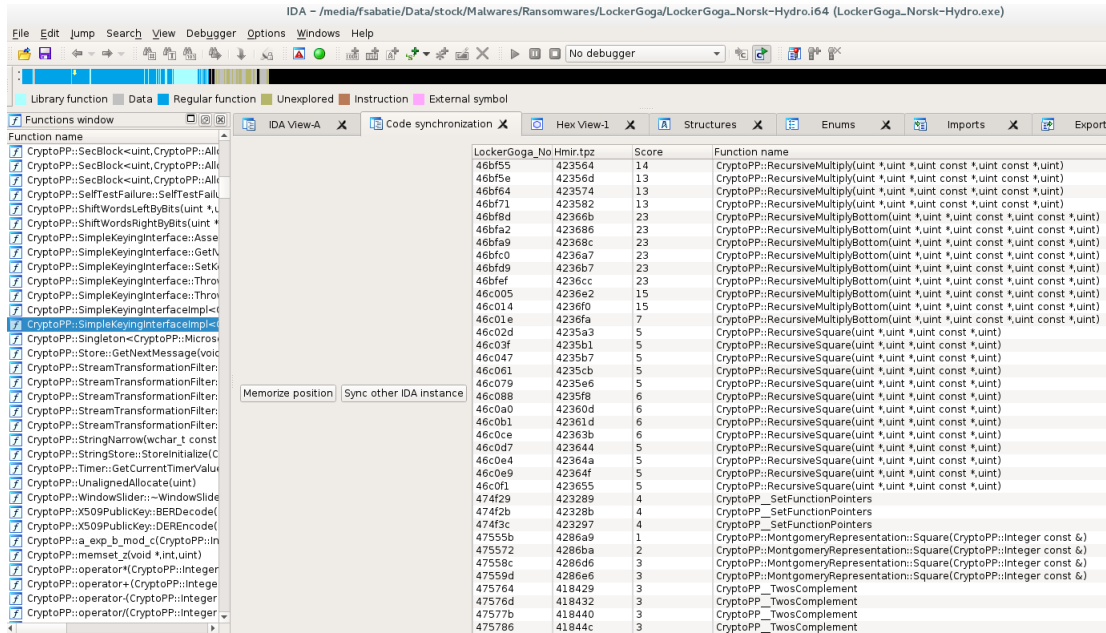 IDA - /media/fsabatie/Data/stock/Malwares/Ransomwares/LockerGoga/LockerGoga_Norsk-Hydro.i64 (LockerGoga_Norsk-Hydro.exe)
File Edit Jump Search View Debugger Options Windows Help
No debugger
Library function Data Regular function Unexplored Instruction External symbol
Functions window
IDA View-A Code synchronization Hex View-1 Structures Enums Imports Export
Function name
CryptoPP::SecBlock<uint,CryptoPP::Allo
CryptoPP::SecBlock<uint,CryptoPP::Allo
CryptoPP::SecBlock<uint,CryptoPP::Allo
CryptoPP::SelfTestFailure::SelfTestFailu
CryptoPP::ShiftWordsLeftByBits(uint *,u
CryptoPP::ShiftWordsRightByBits(uint *
CryptoPP::SimpleKeyingInterface::Asse
CryptoPP::SimpleKeyingInterface::GetIV
CryptoPP::SimpleKeyingInterface::SetKe
CryptoPP::SimpleKeyingInterface::Throw
CryptoPP::SimpleKeyingInterface::Throw
CryptoPP::SimpleKeyingInterfaceImpl<C
CryptoPP::SimpleKeyingInterfaceImpl<C
CryptoPP::Singleton<CryptoPP::Micros
CryptoPP::Store::GetNextMessage(void
CryptoPP::StreamTransformationFilter:
CryptoPP::StreamTransformationFilter:
CryptoPP::StreamTransformationFilter:
CryptoPP::StreamTransformationFilter:
CryptoPP::StreamTransformationFilter:
CryptoPP::StringNarrow(wchar_t const
CryptoPP::StringStore::StoreInitialize(C
CryptoPP::Timer::GetCurrentTimerValue
CryptoPP::UnalignedAllocate(uint)
CryptoPP::WindowSlider::~WindowSlide
CryptoPP::X509PublicKey::BERDecode(
CryptoPP::X509PublicKey::DEREncode(
CryptoPP::a_exp_b_mod_c(CryptoPP::In
CryptoPP::memset_z(void *,int,uint)
CryptoPP::operator*(CryptoPP::Integer
CryptoPP::operator+(CryptoPP::Intege
CryptoPP::operator-(CryptoPP::Integer
CryptoPP::operator/(CryptoPP::Integer
Memorize position Sync other IDA instance
LockerGoga_No Hmir.tpz Score Function name
46bf55 423564 14 CryptoPP::RecursiveMultiply(uint *,uint *,uint const *,uint const *,uint)
46bf5e 42356d 13 CryptoPP::RecursiveMultiply(uint *,uint *,uint const *,uint const *,uint)
46bf64 423574 13 CryptoPP::RecursiveMultiply(uint *,uint *,uint const *,uint const *,uint)
46bf71 423582 13 CryptoPP::RecursiveMultiply(uint *,uint *,uint const *,uint const *,uint)
46bf8d 42366b 23 CryptoPP::RecursiveMultiplyBottom(uint *,uint *,uint const *,uint const *,uint)
46bfa2 423686 23 CryptoPP::RecursiveMultiplyBottom(uint *,uint *,uint const *,uint const *,uint)
46bfa9 42368c 23 CryptoPP::RecursiveMultiplyBottom(uint *,uint *,uint const *,uint const *,uint)
46bfc0 4236a7 23 CryptoPP::RecursiveMultiplyBottom(uint *,uint *,uint const *,uint const *,uint)
46bfd9 4236b7 23 CryptoPP::RecursiveMultiplyBottom(uint *,uint *,uint const *,uint const *,uint)
46bfef 4236cc 23 CryptoPP::RecursiveMultiplyBottom(uint *,uint *,uint const *,uint const *,uint)
46c005 4236e2 15 CryptoPP::RecursiveMultiplyBottom(uint *,uint *,uint const *,uint const *,uint)
46c014 4236f0 15 CryptoPP::RecursiveMultiplyBottom(uint *,uint *,uint const *,uint const *,uint)
46c01e 4236fa 7 CryptoPP::RecursiveMultiplyBottom(uint *,uint *,uint const *,uint const *,uint)
46c02d 4235a3 5 CryptoPP::RecursiveSquare(uint *,uint *,uint const *,uint)
46c03f 4235b1 5 CryptoPP::RecursiveSquare(uint *,uint *,uint const *,uint)
46c047 4235b7 5 CryptoPP::RecursiveSquare(uint *,uint *,uint const *,uint)
46c061 4235cb 5 CryptoPP::RecursiveSquare(uint *,uint *,uint const *,uint)
46c079 4235e6 5 CryptoPP::RecursiveSquare(uint *,uint *,uint const *,uint)
46c088 4235f8 6 CryptoPP::RecursiveSquare(uint *,uint *,uint const *,uint)
46c0a0 42360d 6 CryptoPP::RecursiveSquare(uint *,uint *,uint const *,uint)
46c0b1 42361d 6 CryptoPP::RecursiveSquare(uint *,uint *,uint const *,uint)
46c0ce 42363b 6 CryptoPP::RecursiveSquare(uint *,uint *,uint const *,uint)
46c0d7 423644 5 CryptoPP::RecursiveSquare(uint *,uint *,uint const *,uint)
46c0e4 42364a 5 CryptoPP::RecursiveSquare(uint *,uint *,uint const *,uint)
46c0e9 42364f 5 CryptoPP::RecursiveSquare(uint *,uint *,uint const *,uint)
46c0f1 423655 5 CryptoPP::RecursiveSquare(uint *,uint *,uint const *,uint)
474f29 423289 4 CryptoPP__SetFunctionPointers
474f2b 42328b 4 CryptoPP__SetFunctionPointers
474f3c 423297 4 CryptoPP__SetFunctionPointers
47555b 4286a9 1 CryptoPP::MontgomeryRepresentation::Square(CryptoPP::Integer const &)
475572 4286ba 2 CryptoPP::MontgomeryRepresentation::Square(CryptoPP::Integer const &)
47558c 4286d6 3 CryptoPP::MontgomeryRepresentation::Square(CryptoPP::Integer const &)
47559d 4286e6 3 CryptoPP::MontgomeryRepresentation::Square(CryptoPP::Integer const &)
475764 418429 3 CryptoPP__TwosComplement
47576d 418432 3 CryptoPP__TwosComplement
47577b 418440 3 CryptoPP__TwosComplement
475786 41844c 3 CryptoPP__TwosComplement